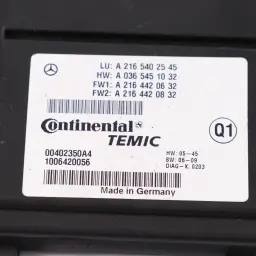 LU: A 216 540 25 45
HW: A 036 545 10 32
FW1: A 216 442 06 32
FW2: A 216 442 08 32
Continental
TEMIC
Q1
00402350A4
1006420056
HW: 05-45
SW: 06-09
DIAG-K. 0203
Made in Germany